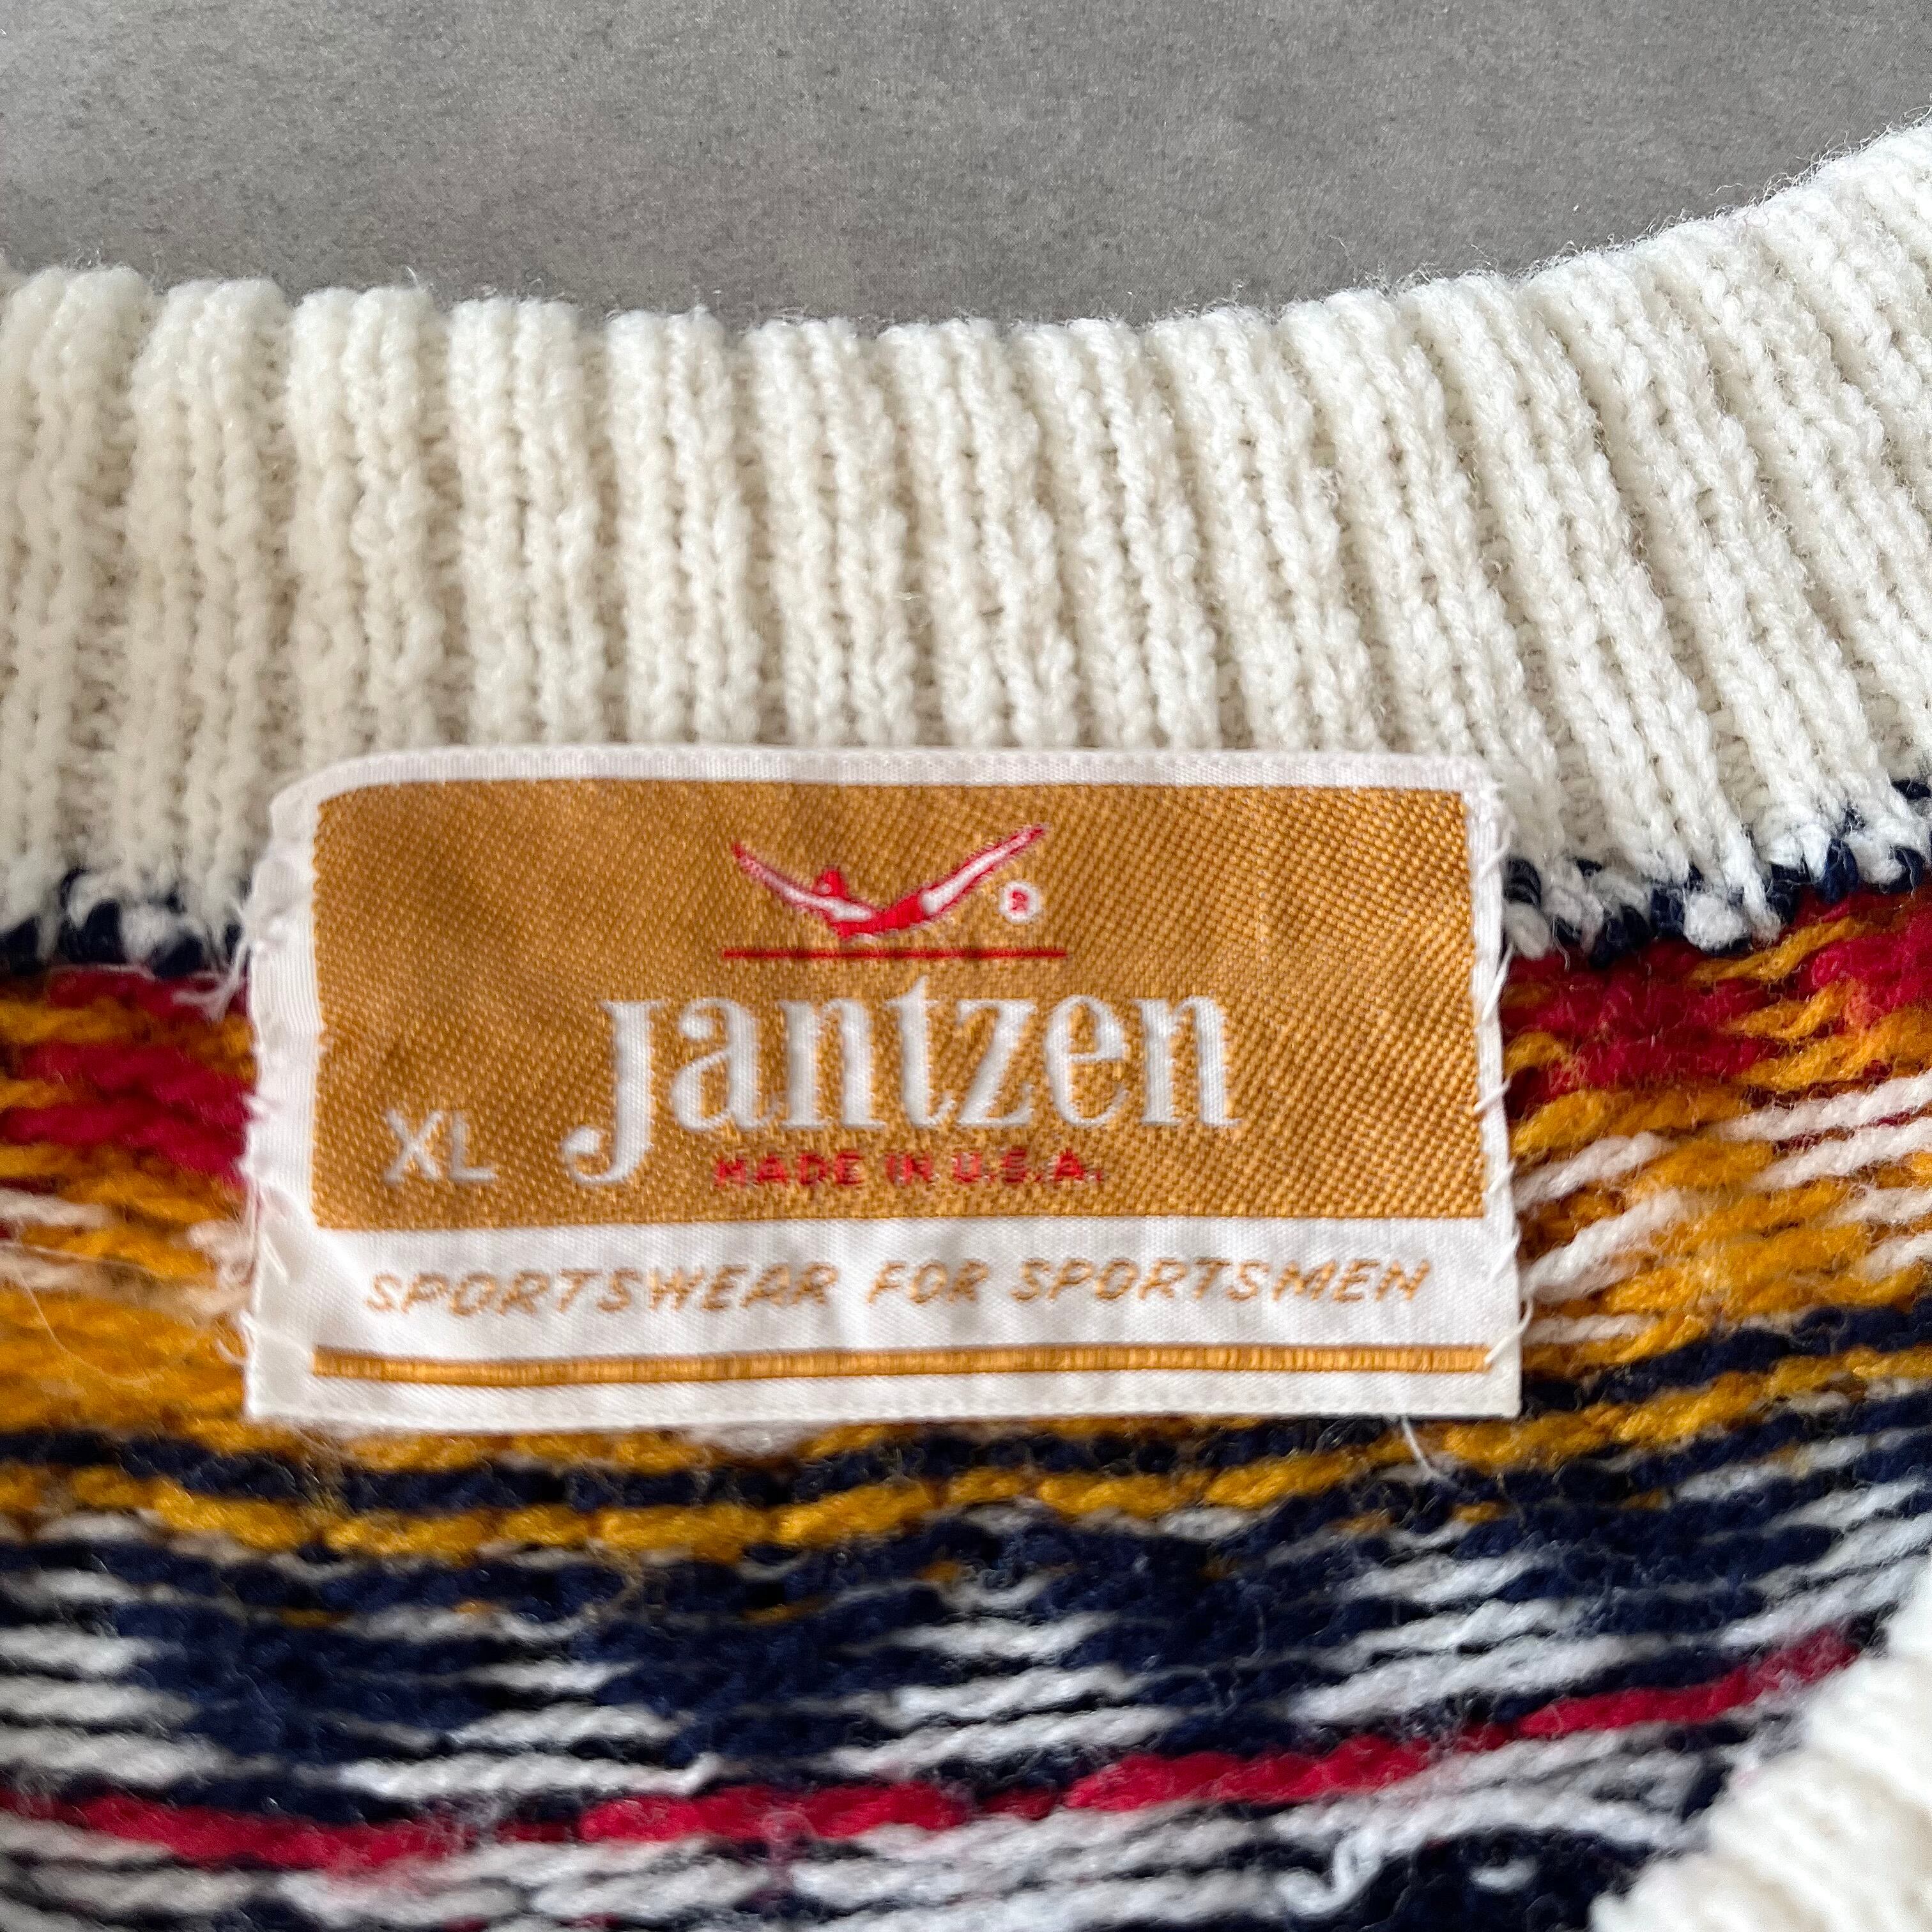 ®
Jantzen
XL
MADE IN U.S.A.
SPORTSWEAR FOR SPORTSMEN